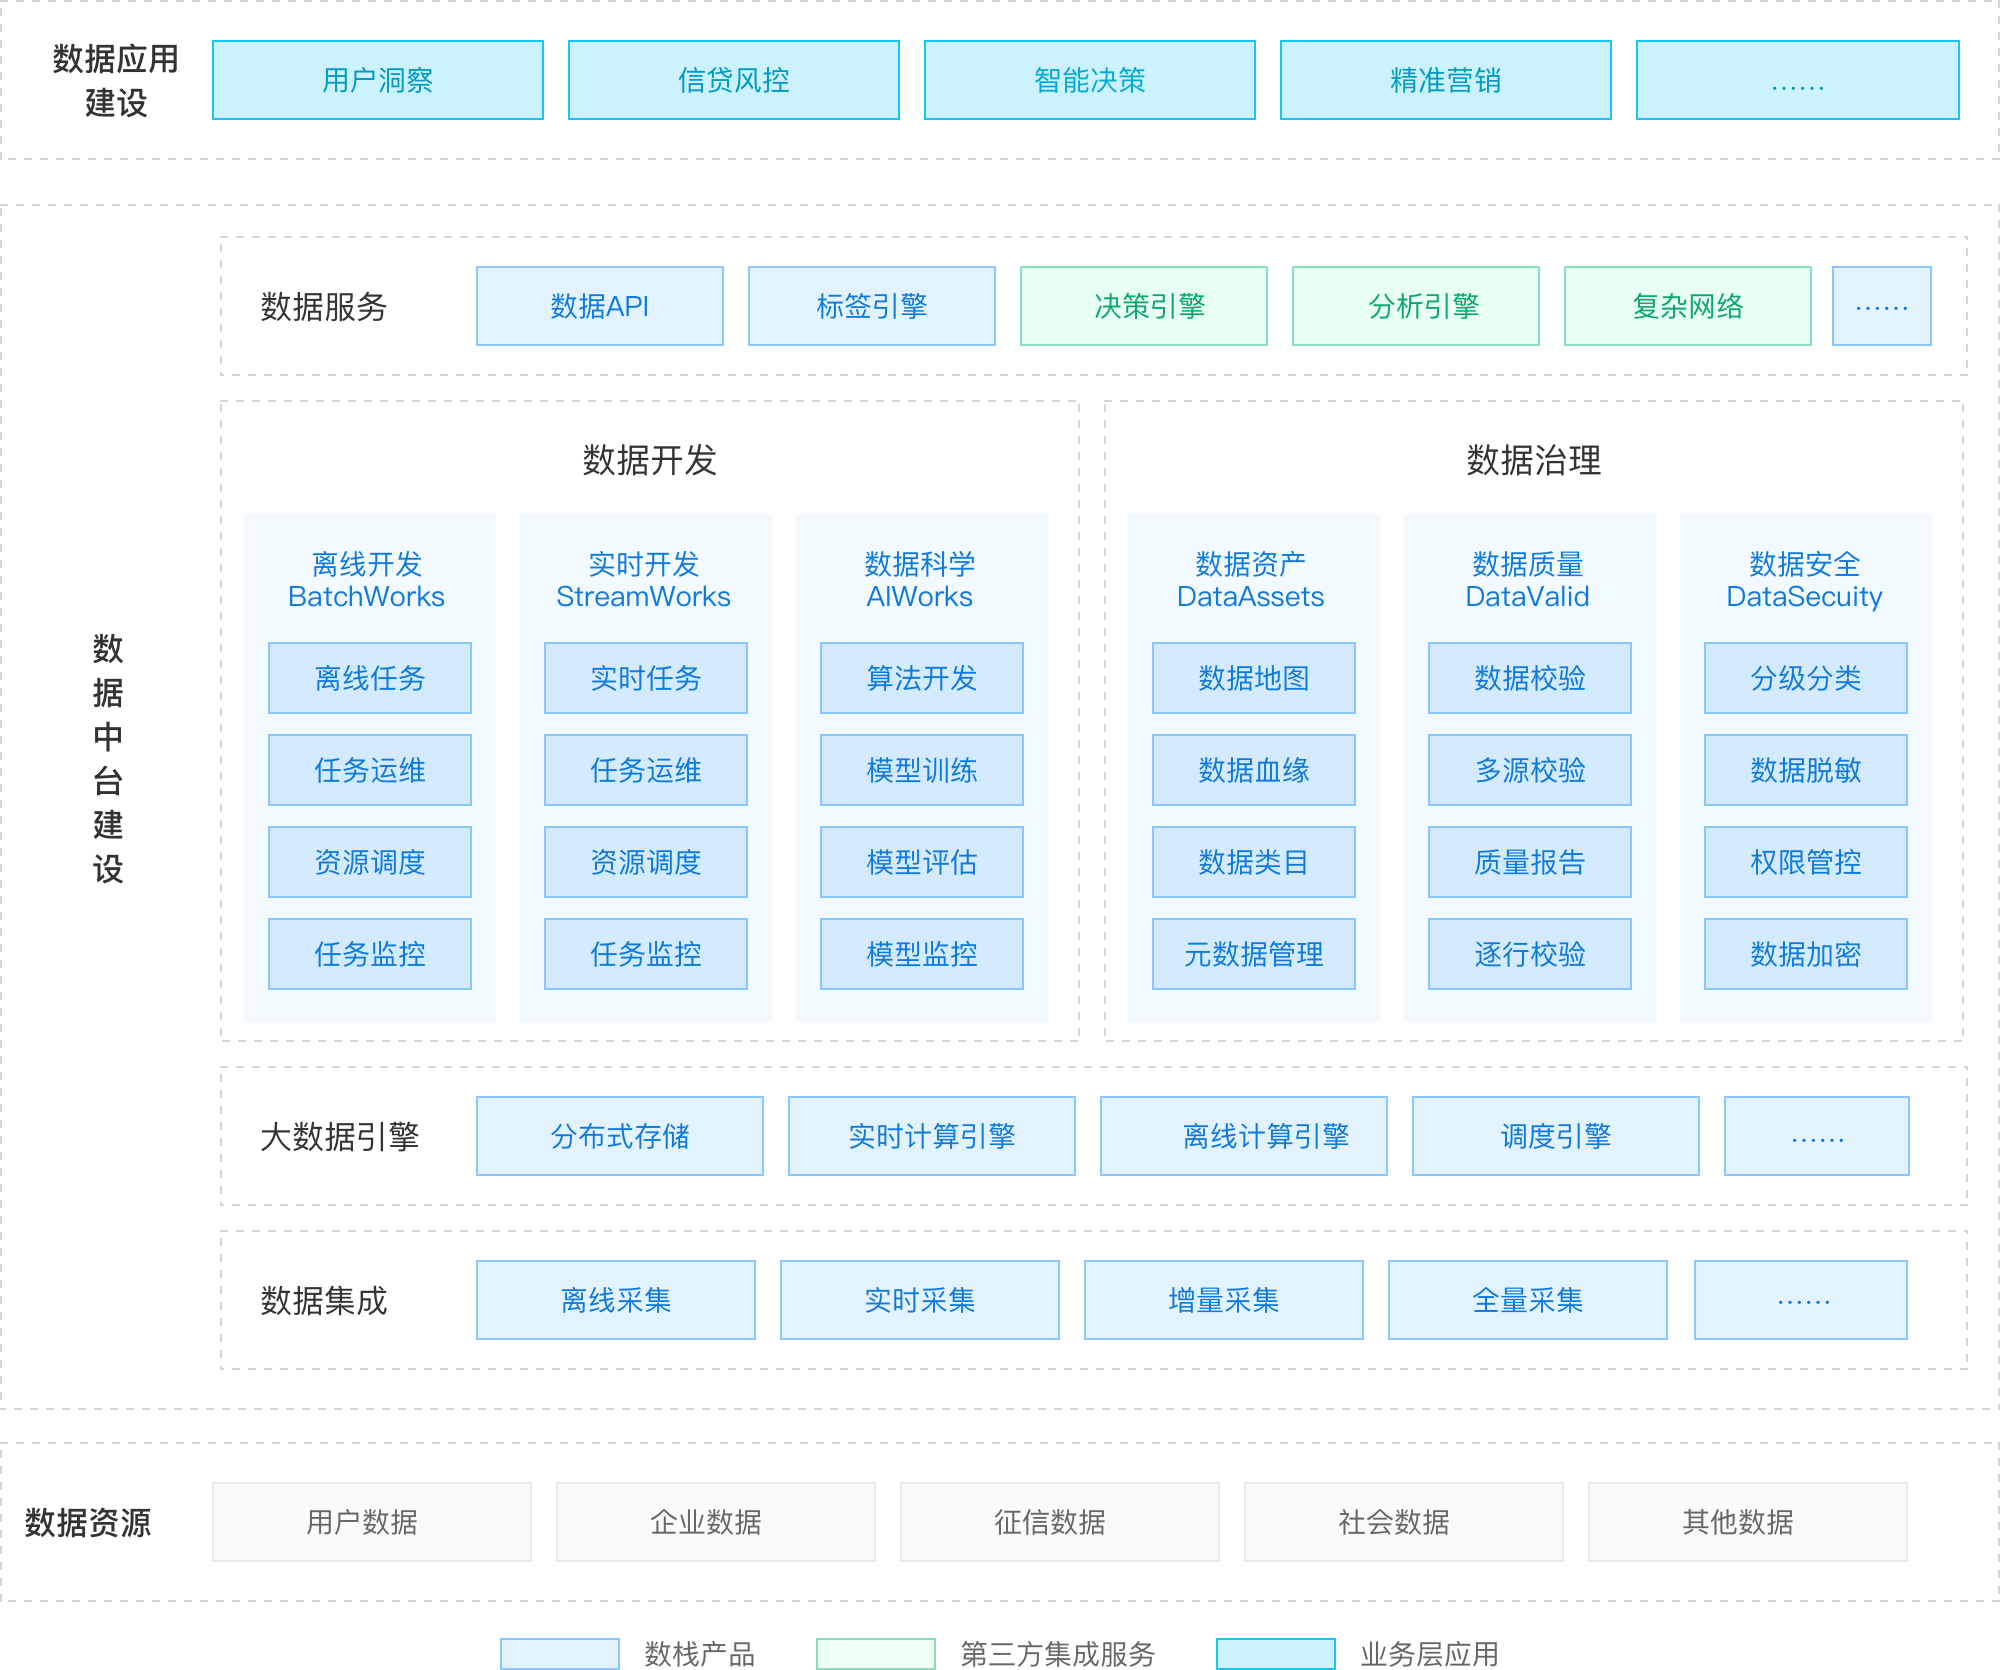 数据应用
建设
用户洞察
信贷风控
智能决策
精准营销
……
数据中台建设
数据服务
数据API
标签引擎
决策引擎
分析引擎
复杂网络
……
数据开发
离线开发
BatchWorks
离线任务
任务运维
资源调度
任务监控
实时开发
StreamWorks
实时任务
任务运维
资源调度
任务监控
数据科学
AIWorks
算法开发
模型训练
模型评估
模型监控
数据治理
数据资产
DataAssets
数据地图
数据血缘
数据类目
元数据管理
数据质量
DataValid
数据校验
多源校验
质量报告
逐行校验
数据安全
DataSecuity
分级分类
数据脱敏
权限管控
数据加密
大数据引擎
分布式存储
实时计算引擎
离线计算引擎
调度引擎
……
数据集成
离线采集
实时采集
增量采集
全量采集
……
数据资源
用户数据
企业数据
征信数据
社会数据
其他数据
数栈产品
第三方集成服务
业务层应用